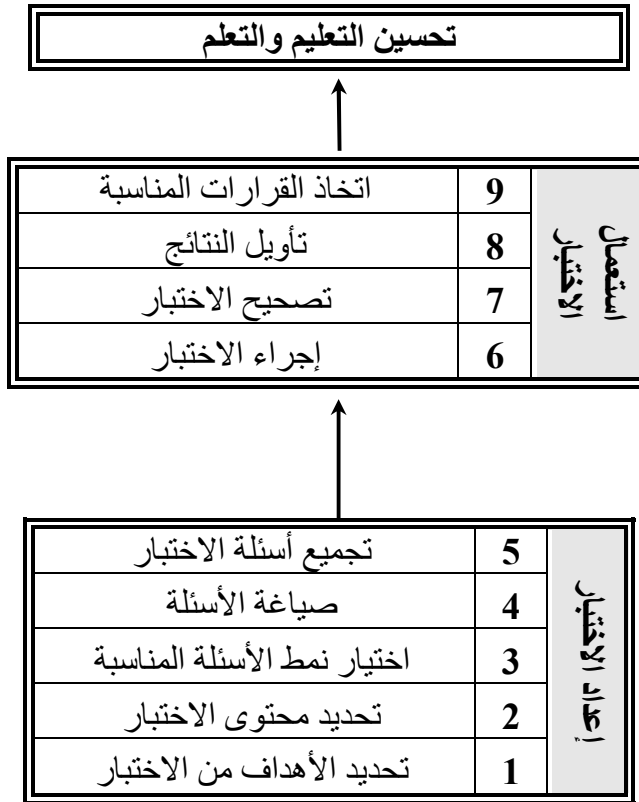 تحسين التعليم والتعلم
استعمال
الاختبار
9 اتخاذ القرارات المناسبة
8 تأويل النتائج
7 تصحيح الاختبار
6 إجراء الاختبار
إعداد الاختبار
5 تجميع أسئلة الاختبار
4 صياغة الأسئلة
3 اختيار نمط الأسئلة المناسبة
2 تحديد محتوى الاختبار
1 تحديد الأهداف من الاختبار